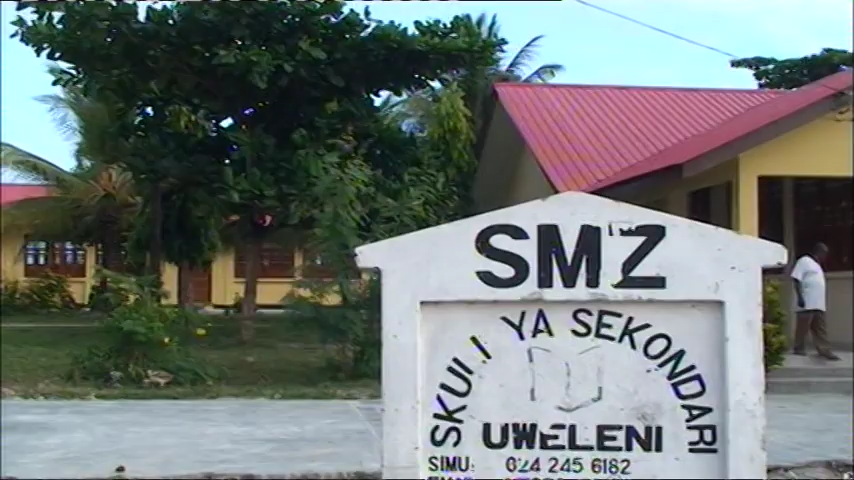 SMZ
SKULI YA SEKONDARI
UWELENI
SIMU: 024 245 6182